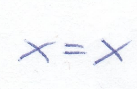 x = x